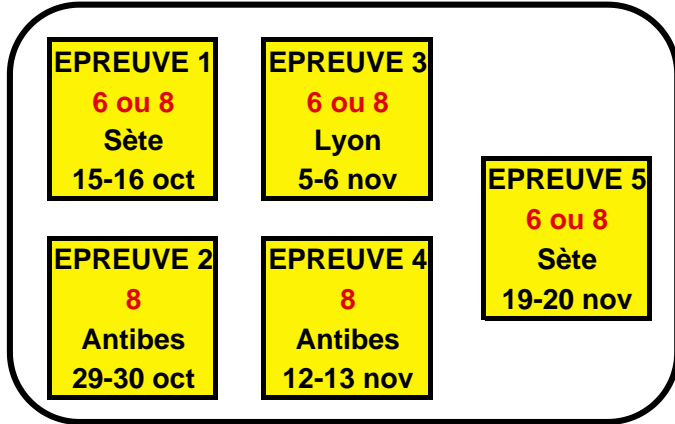 EPREUVE 1
6 ou 8
Sète
15-16 oct
EPREUVE 2
8
Antibes
29-30 oct
EPREUVE 3
6 ou 8
Lyon
5-6 nov
EPREUVE 4
8
Antibes
12-13 nov
EPREUVE 5
6 ou 8
Sète
19-20 nov